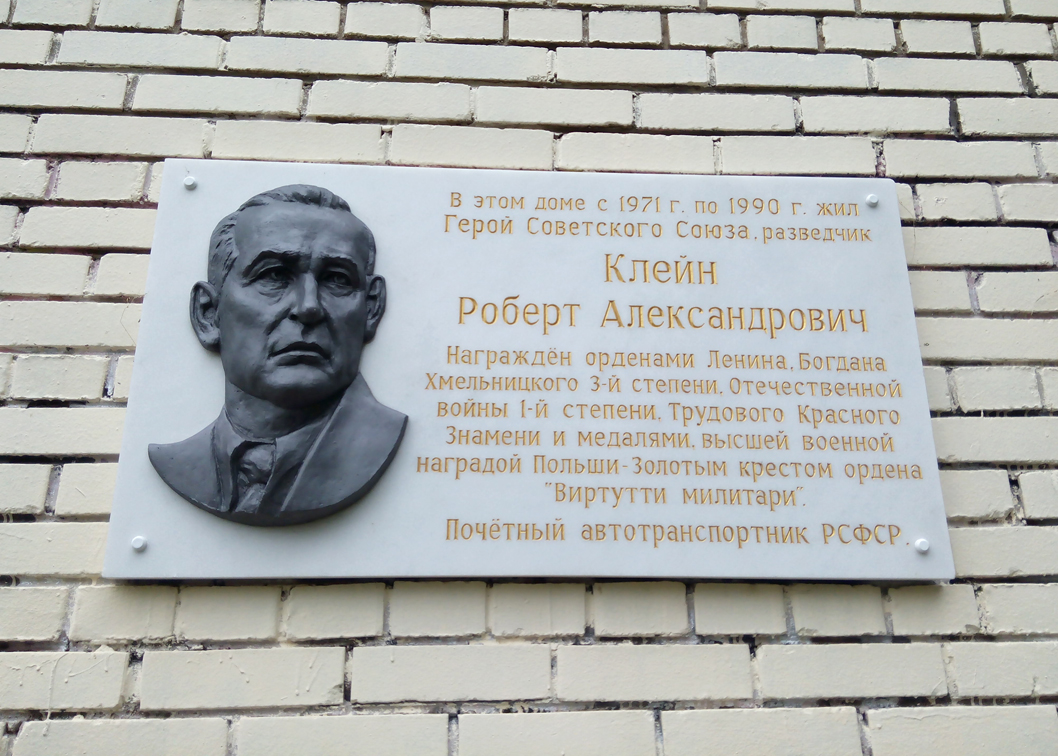 В этом доме с 1971 г. по 1990 г. жил
Герой Советского Союза, разведчик
Клейн
Роберт Александрович
Награждён орденами Ленина, Богдана
Хмельницкого 3-й степени, Отечественной
войны 1-й степени, Трудового Красного
Знамени и медалями, высшей военной
наградой Польши-Золотым крестом ордена
"Виртутти милитари".
Почётный автотранспортник РСФСР.